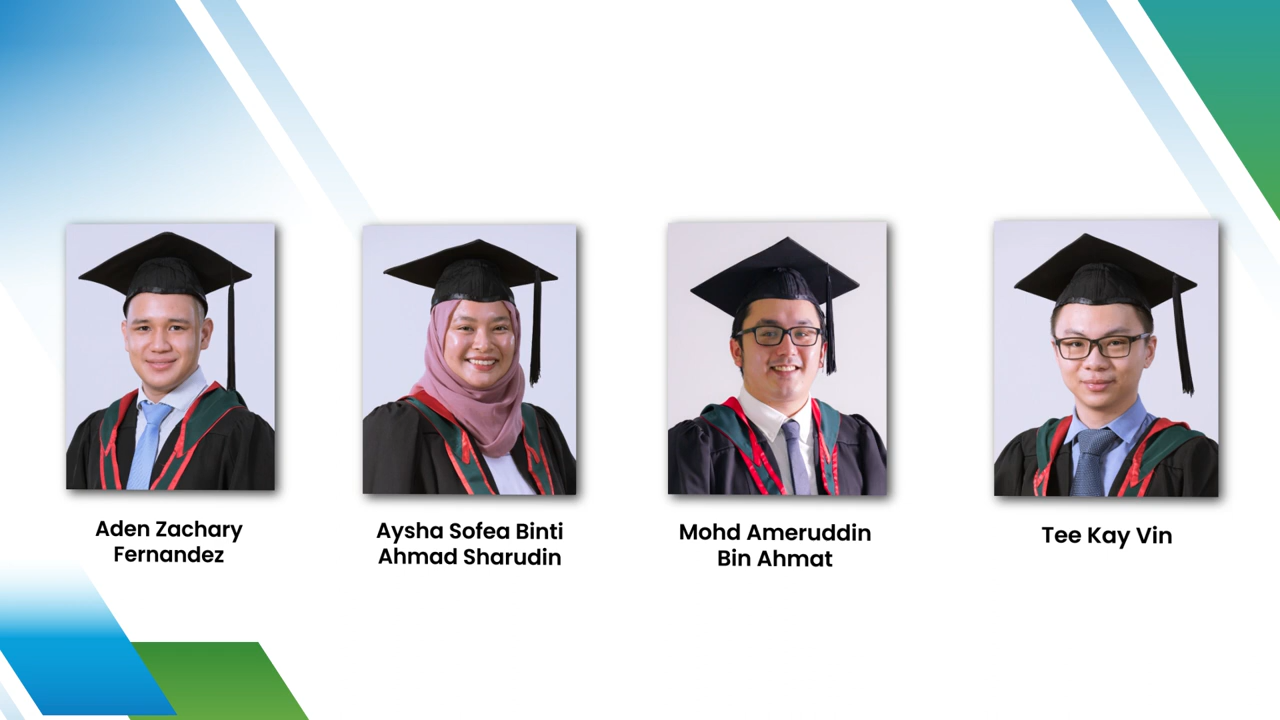 Aden Zachary
Fernandez
Aysha Sofea Binti
Ahmad Sharudin
Mohd Ameruddin
Bin Ahmat
Tee Kay Vin